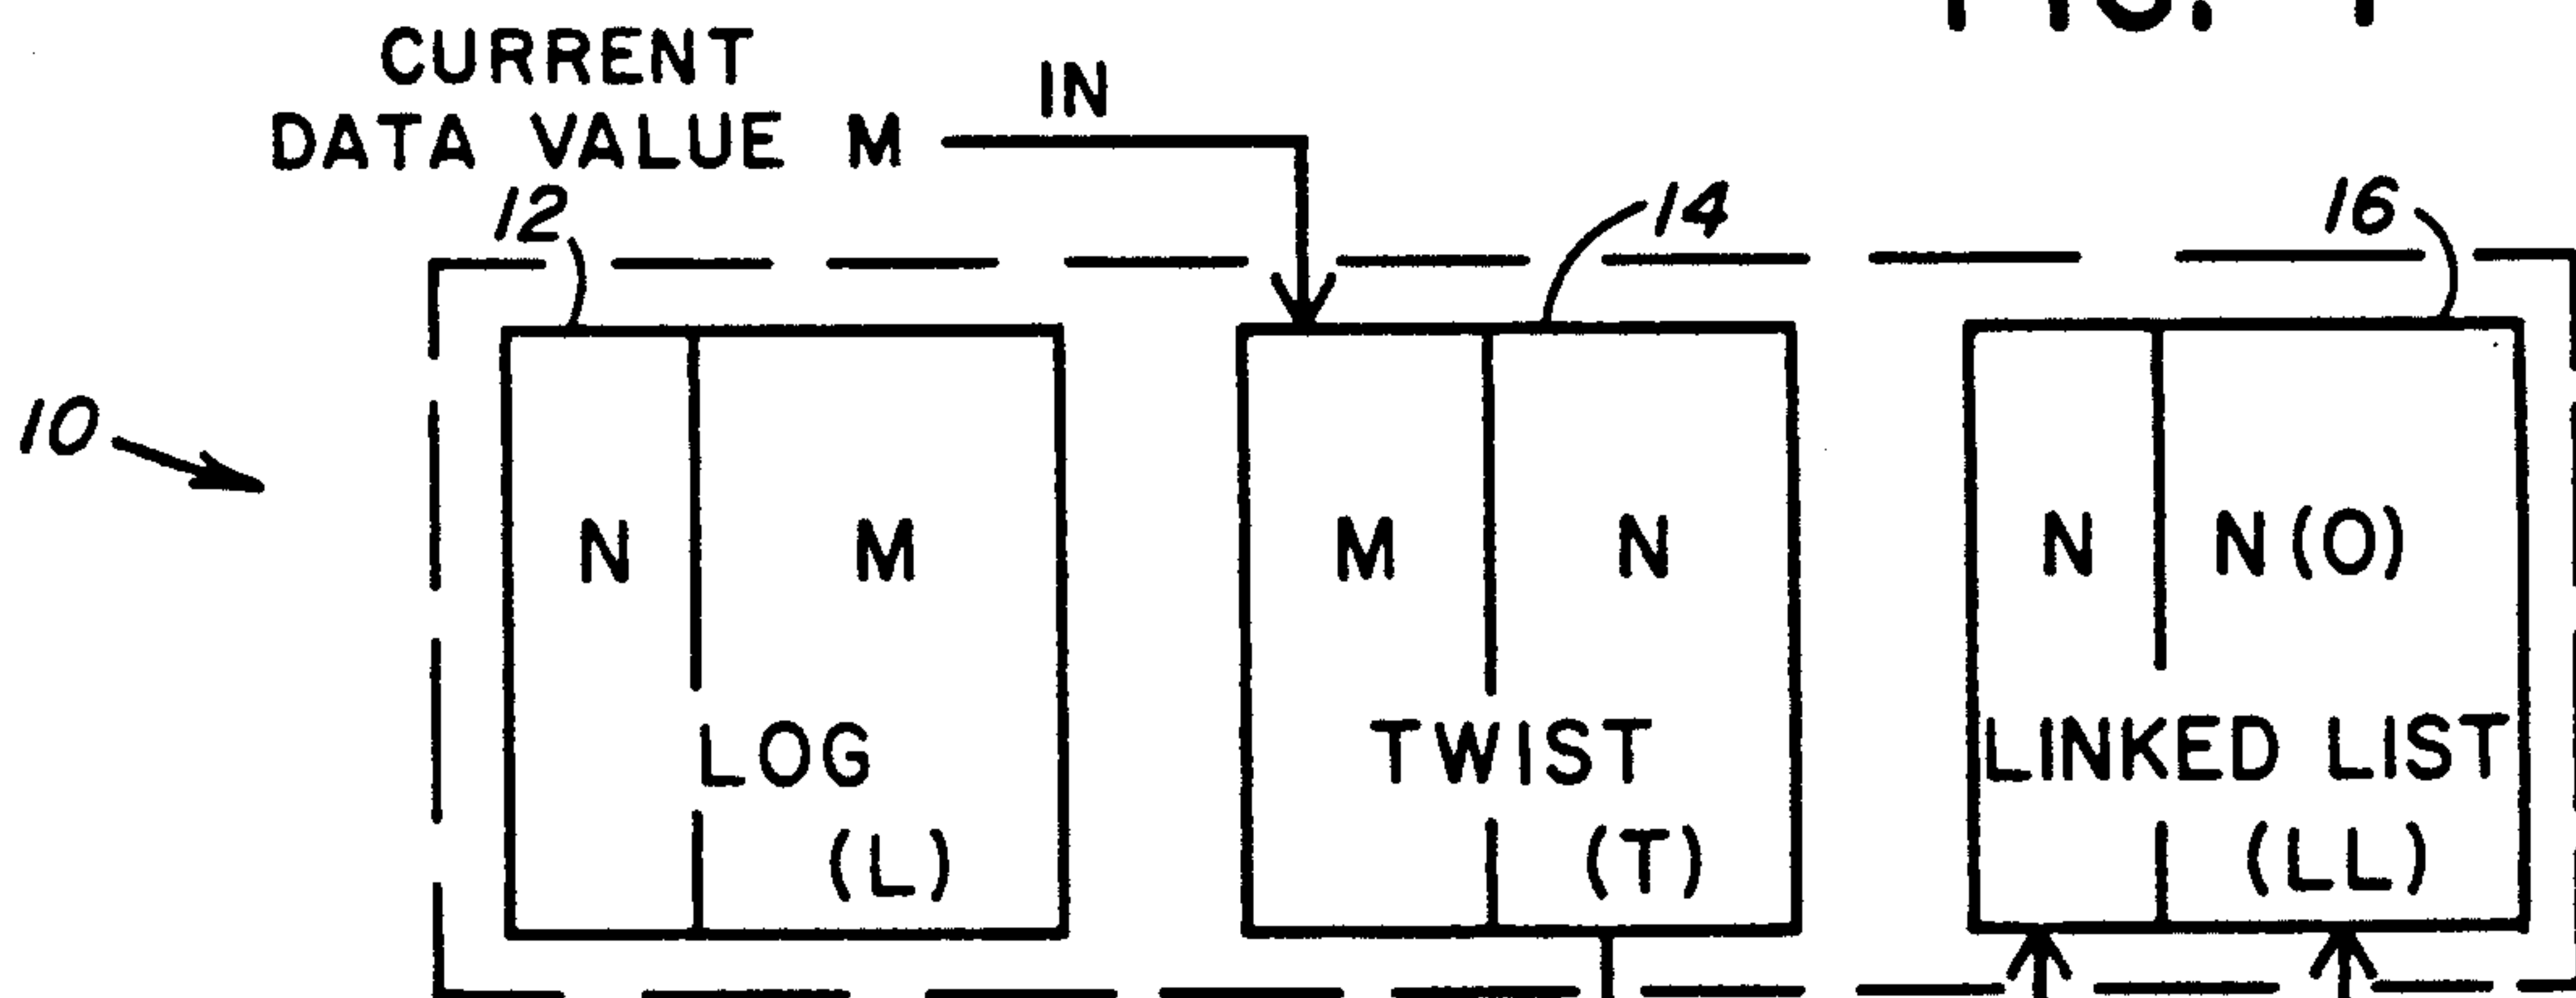 CURRENT
DATA VALUE M
IN
12
14
16
10
N M
M N
N N(O)
LOG
(L)
TWIST
(T)
LINKED LIST
(LL)